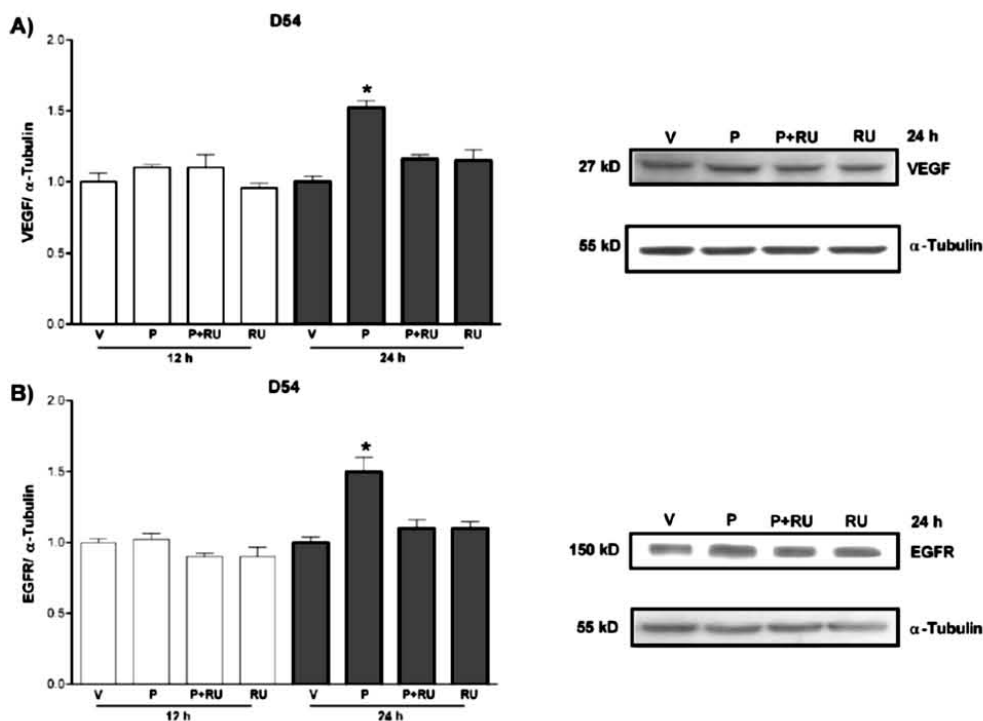 A)
D54
VEGF/ α-Tubulin
2.0
1.5
1.0
0.5
0.0
*
V P P+RU RU V P P+RU RU
12 h 24 h
V P P+RU RU 24 h
27 kD VEGF
55 kD α-Tubulin
B)
D54
EGFR/ α-Tubulin
2.0
1.5
1.0
0.5
0.0
*
V P P+RU RU V P P+RU RU
12 h 24 h
V P P+RU RU 24 h
150 kD EGFR
55 kD α-Tubulin